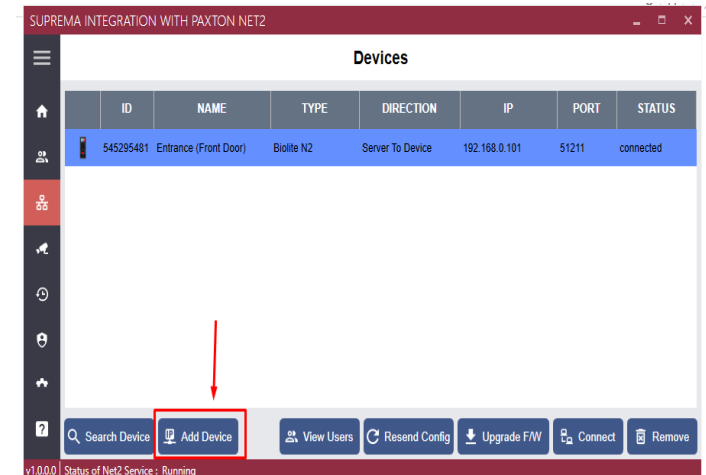 SUPREMA INTEGRATION WITH PAXTON NET2
Devices
ID NAME TYPE DIRECTION IP PORT STATUS
545295481 Entrance (Front Door) Biolite N2 Server To Device 192.168.0.101 51211 connected
Search Device Add Device View Users Resend Config Upgrade F/W Connect Remove
v1.0.0.0 Status of Net2 Service : Running